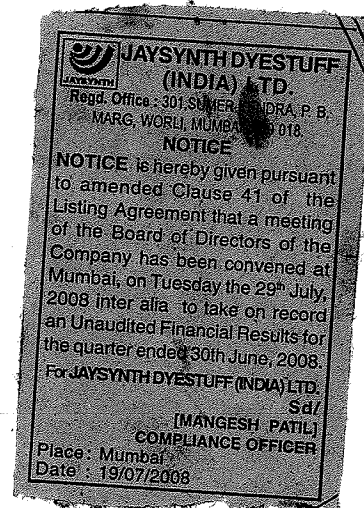 JAYSYNTH
JAYSYNTH DYESTUFF
(INDIA) LTD.
Regd. Office : 301, SUMER P. B.
MARG, WORLI, MUMBA 018.
NOTICE
NOTICE is hereby given pursuant
to amended Clause 41 of the
Listing Agreement that a meeting
of the Board of Directors of the
Company has been convened at
Mumbai, on Tuesday the 29th July,
2008 inter alia to take on record
an Unaudited Financial Results for
the quarter ended 30th June, 2008.
For JAYSYNTH DYESTUFF (INDIA) LTD.
Sd/
[MANGESH PATIL]
COMPLIANCE OFFICER
Place : Mumbai
Date : 19/07/2008